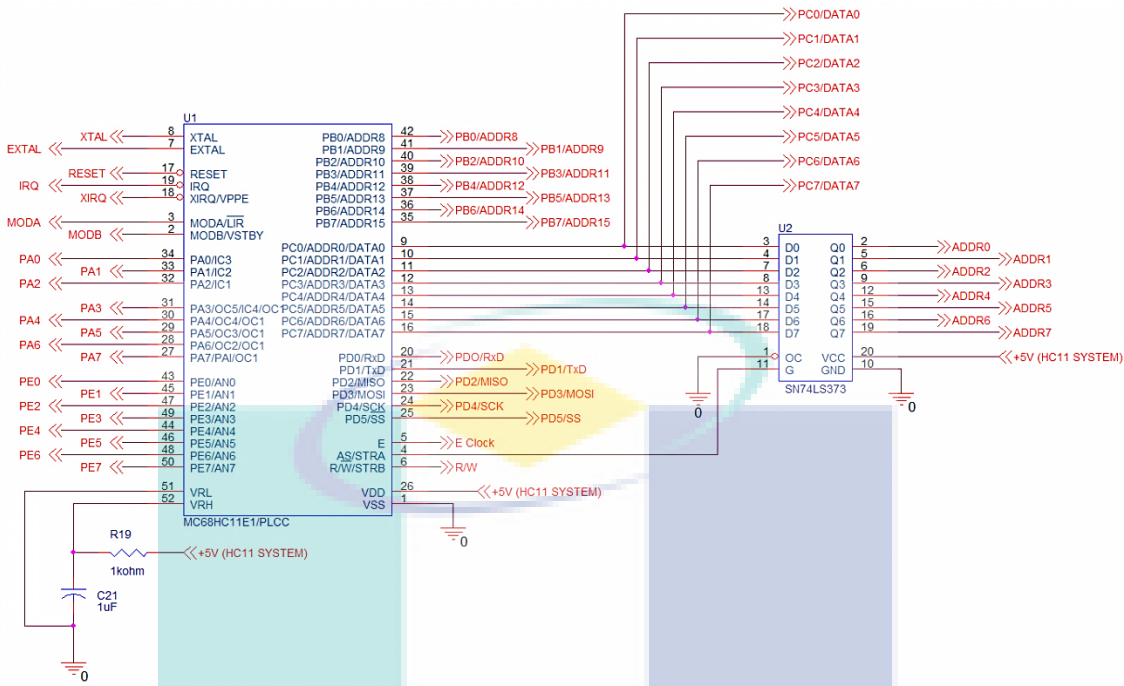 PC0/DATA0
PC1/DATA1
PC2/DATA2
PC3/DATA3
PC4/DATA4
PC5/DATA5
PC6/DATA6
PC7/DATA7
U1
XTAL 8 XTAL PB0/ADDR8 42 PB0/ADDR8
EXTAL 7 EXTAL PB1/ADDR9 41 PB1/ADDR9
PB2/ADDR10 40 PB2/ADDR10
RESET 17 RESET PB3/ADDR11 39 PB3/ADDR11
IRQ 19 IRQ PB4/ADDR12 38 PB4/ADDR12
XIRQ 18 XIRQ/VPPE PB5/ADDR13 37 PB5/ADDR13
PB6/ADDR14 36 PB6/ADDR14
MODA 3 MODA/LIR PB7/ADDR15 35 PB7/ADDR15
MODB 2 MODB/VSTBY
U2
PC0/ADDR0/DATA0 9 3 D0 Q0 2 ADDR0
PA0 34 PA0/IC3 PC1/ADDR1/DATA1 10 4 D1 Q1 5 ADDR1
PA1 33 PA1/IC2 PC2/ADDR2/DATA2 11 7 D2 Q2 6 ADDR2
PA2 32 PA2/IC1 PC3/ADDR3/DATA3 12 8 D3 Q3 9 ADDR3
PC4/ADDR4/DATA4 13 13 D4 Q4 12 ADDR4
PA3 31 PA3/OC5/IC4/OC1 PC5/ADDR5/DATA5 14 14 D5 Q5 15 ADDR5
PA4 30 PA4/OC4/OC1 PC6/ADDR6/DATA6 15 17 D6 Q6 16 ADDR6
PA5 29 PA5/OC3/OC1 PC7/ADDR7/DATA7 16 18 D7 Q7 19 ADDR7
PA6 28 PA6/OC2/OC1
PA7 27 PA7/PAI/OC1 PD0/RxD 20 PDO/RxD 1 OC VCC 20 +5V (HC11 SYSTEM)
PD1/TxD 21 PD1/TxD 11 G GND 10
PE0 43 PE0/AN0 PD2/MISO 22 PD2/MISO SN74LS373
PE1 45 PE1/AN1 PD3/MOSI 23 PD3/MOSI
PE2 47 PE2/AN2 PD4/SCK 24 PD4/SCK 0 0
PE3 49 PE3/AN3 PD5/SS 25 PD5/SS
PE4 44 PE4/AN4
PE5 46 PE5/AN5 E 5 E Clock
PE6 48 PE6/AN6 AS/STRA 4
PE7 50 PE7/AN7 R/W/STRB 6 R/W
51 VRL VDD 26 +5V (HC11 SYSTEM)
52 VRH VSS 1
MC68HC11E1/PLCC
0
R19
+5V (HC11 SYSTEM)
1kohm
C21
1uF
0